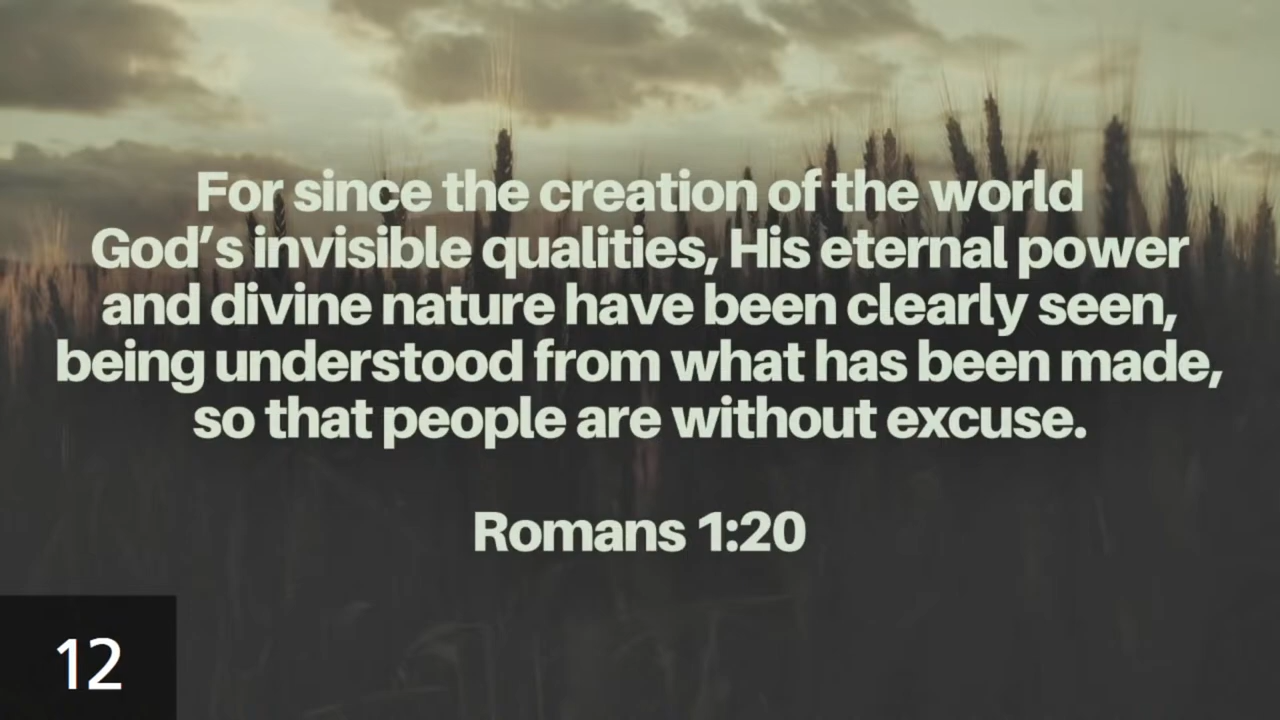 For since the creation of the world
God’s invisible qualities, His eternal power
and divine nature have been clearly seen,
being understood from what has been made,
so that people are without excuse.
Romans 1:20
12